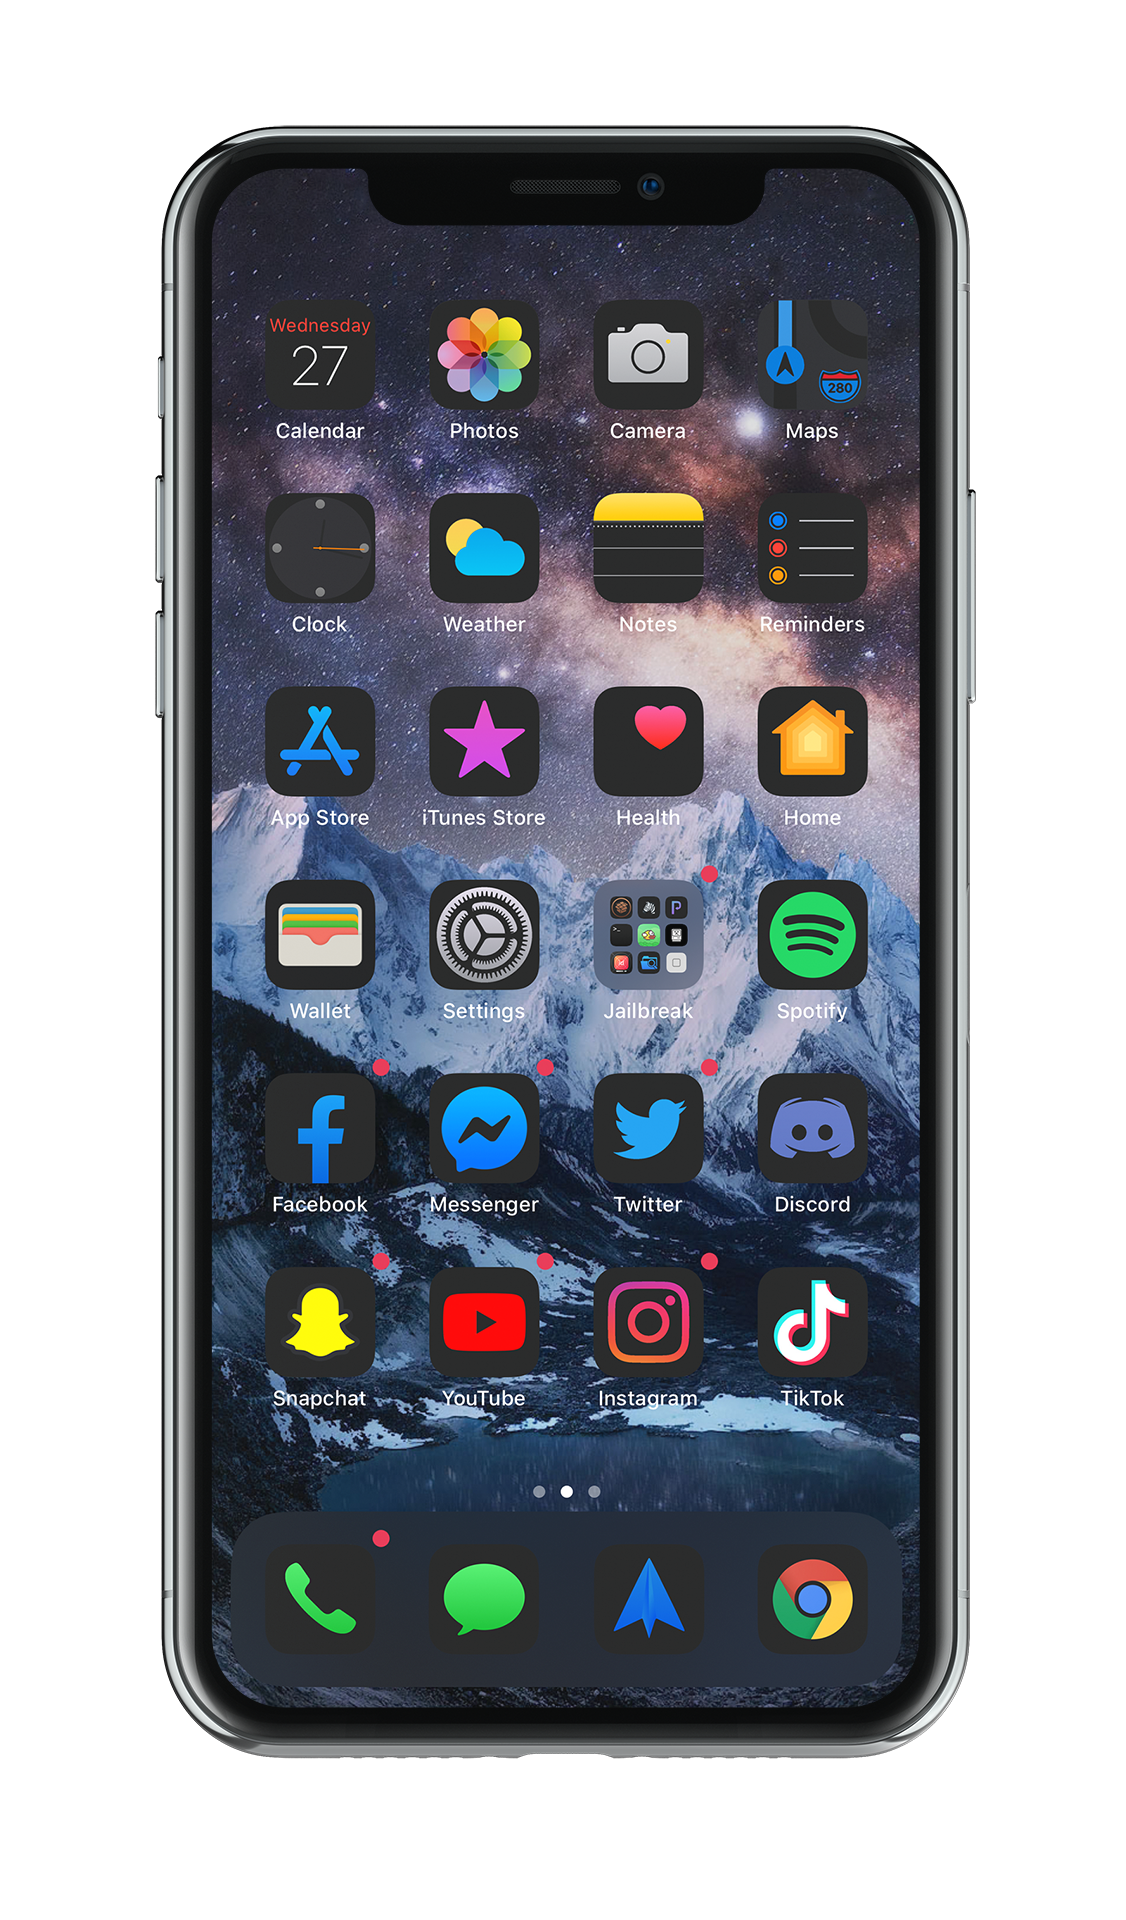 Wednesday
27
280
Calendar Photos Camera Maps
Clock Weather Notes Reminders
App Store iTunes Store Health Home
Wallet Settings Jailbreak Spotify
Facebook Messenger Twitter Discord
Snapchat YouTube Instagram TikTok